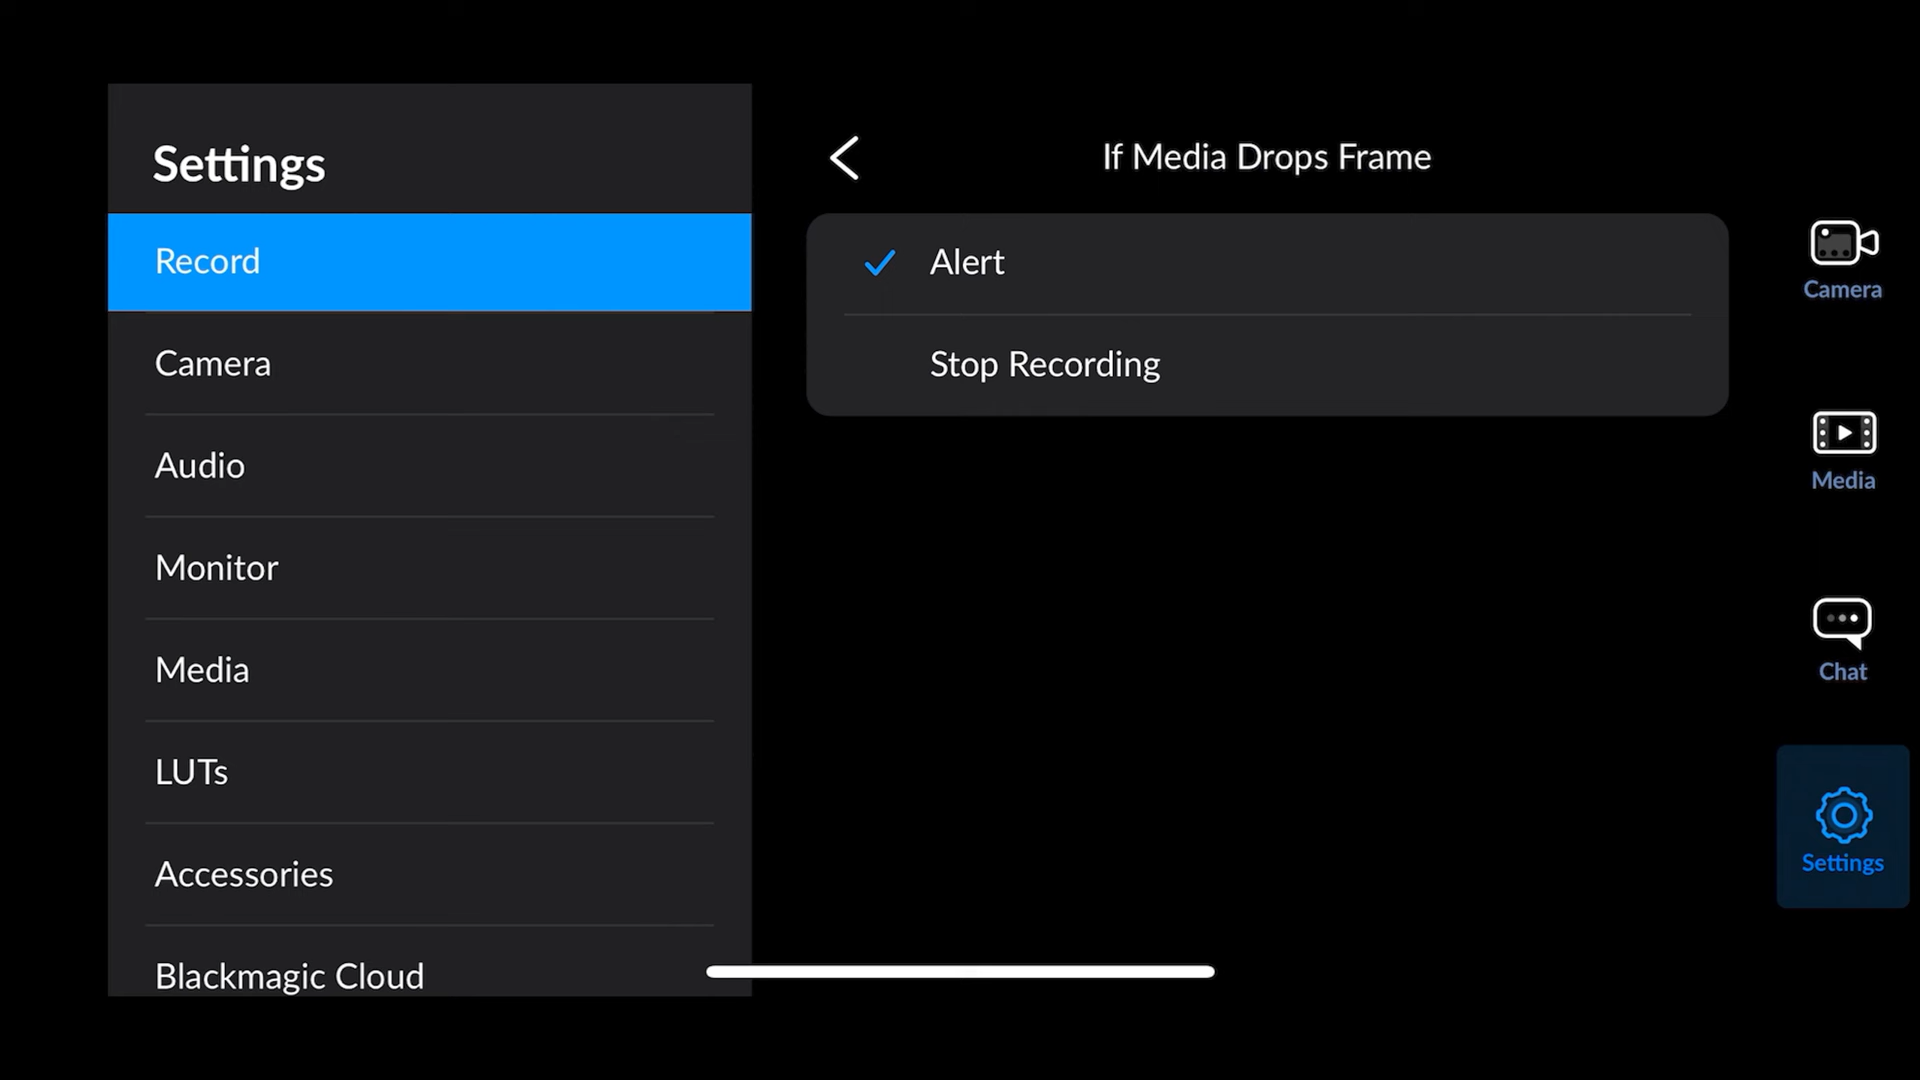 Settings
Record
Camera
Audio
Monitor
Media
LUTs
Accessories
Blackmagic Cloud
If Media Drops Frame
Alert
Stop Recording
Camera
Media
Chat
Settings